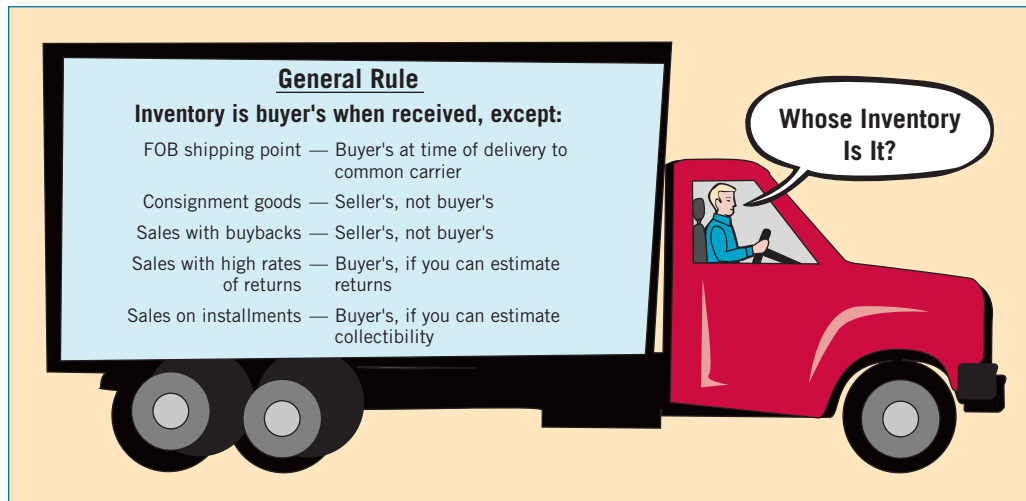 General Rule
Inventory is buyer's when received, except:
FOB shipping point — Buyer's at time of delivery to
common carrier
Consignment goods — Seller's, not buyer's
Sales with buybacks — Seller's, not buyer's
Sales with high rates — Buyer's, if you can estimate
of returns returns
Sales on installments — Buyer's, if you can estimate
collectibility
Whose Inventory
Is It?